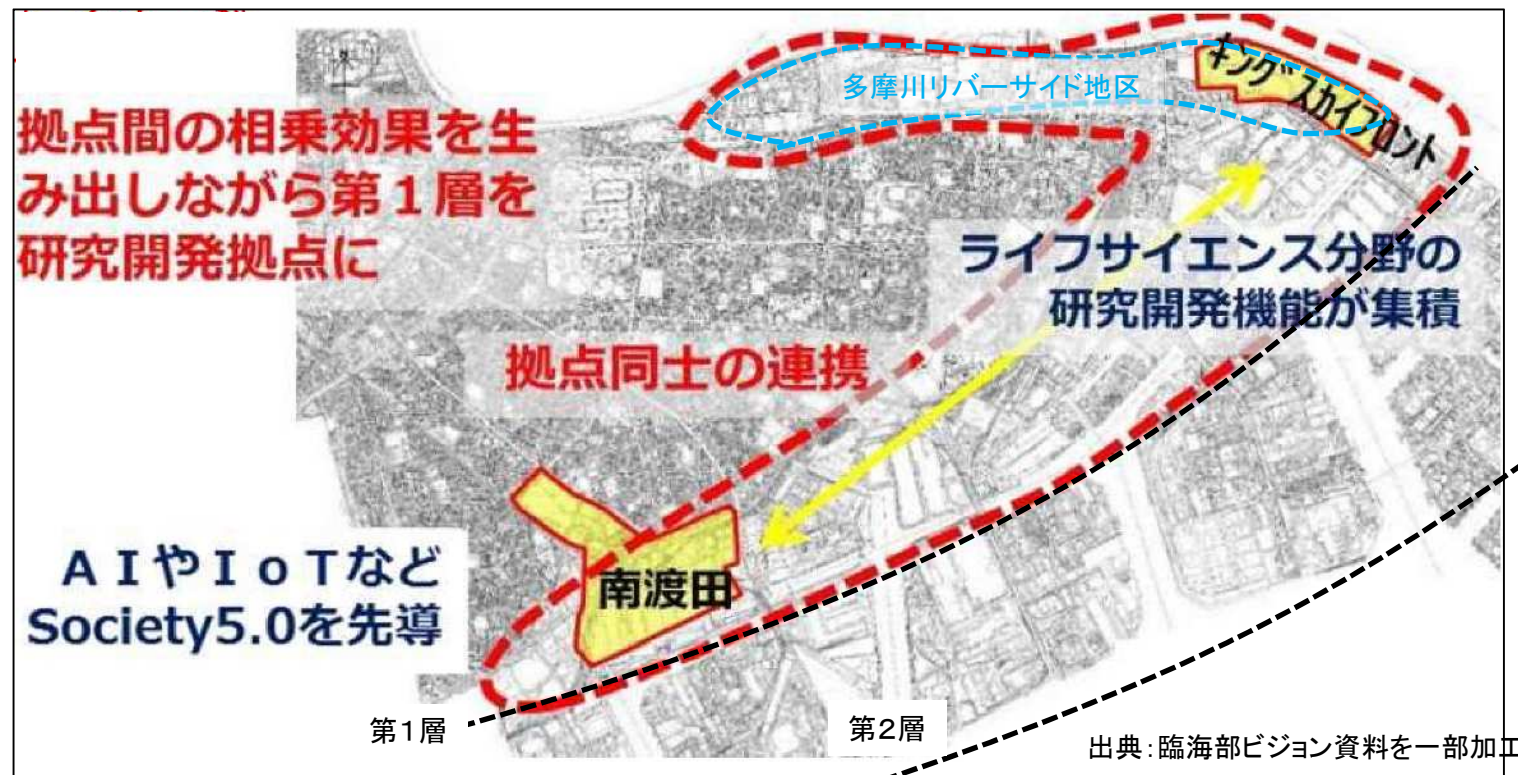 多摩川リバーサイド地区
キングスカイフロント
拠点間の相乗効果を生
み出しながら第１層を
研究開発拠点に
ライフサイエンス分野の
研究開発機能が集積
拠点同士の連携
ＡＩやＩｏＴなど
Society5.0を先導
南渡田
第１層
第２層
出典：臨海部ビジョン資料を一部加工